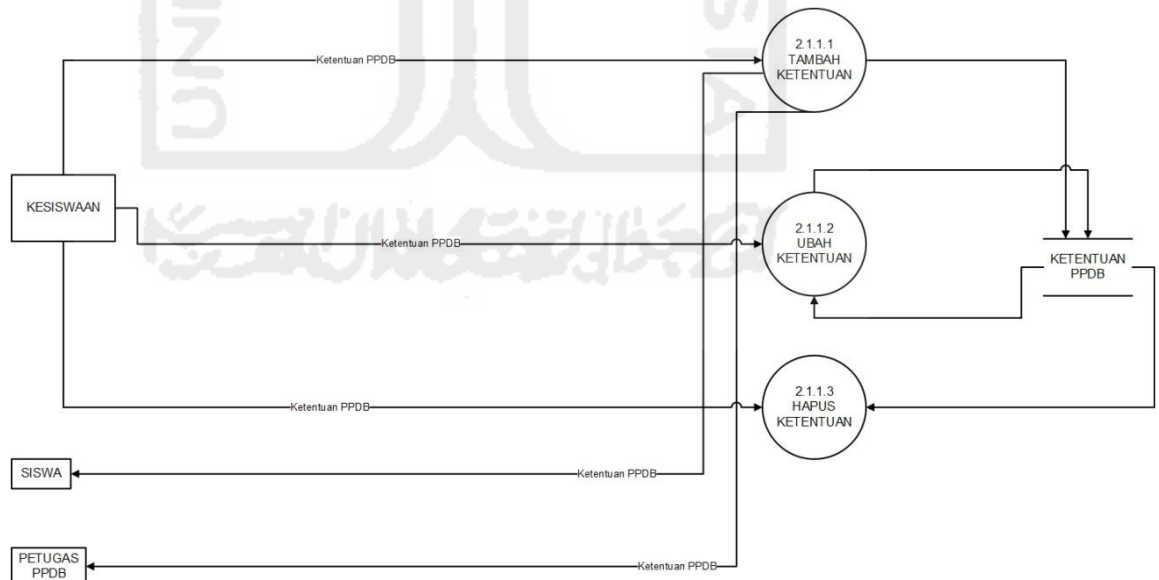 2.1.1.1
TAMBAH
KETENTUAN
Ketentuan PPDB
KESISWAAN
Ketentuan PPDB
2.1.1.2
UBAH
KETENTUAN
KETENTUAN
PPDB
2.1.1.3
HAPUS
KETENTUAN
Ketentuan PPDB
SISWA
Ketentuan PPDB
PETUGAS
PPDB
Ketentuan PPDB